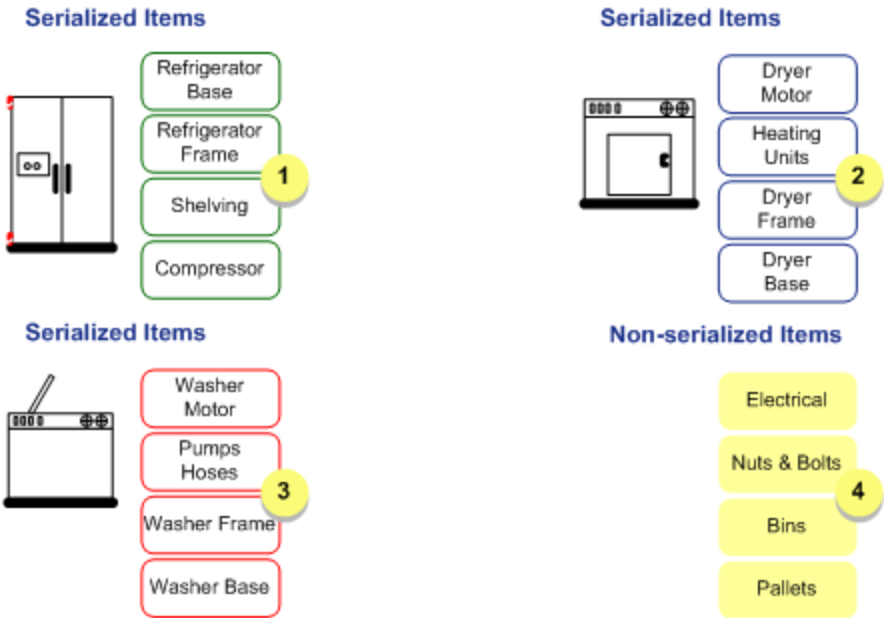 Serialized Items
Refrigerator
Base
Refrigerator
Frame
1
Shelving
Compressor
Serialized Items
Dryer
Motor
Heating
Units
2
Dryer
Frame
Dryer
Base
Serialized Items
Washer
Motor
Pumps
Hoses
3
Washer Frame
Washer Base
Non-serialized Items
Electrical
Nuts & Bolts
4
Bins
Pallets